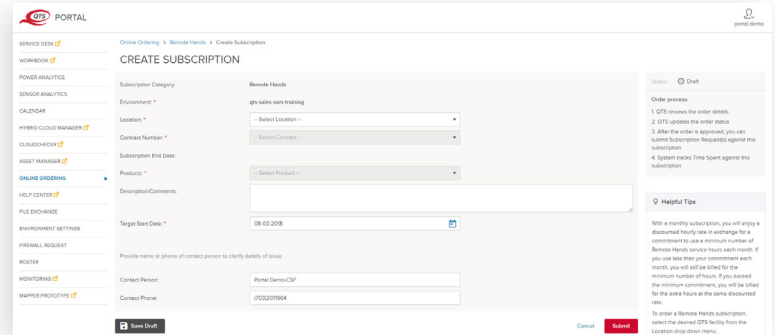 QTS PORTAL
portal.demo
SERVICE DESK
WORKBOOK
POWER ANALYTICS
SENSOR ANALYTICS
CALENDAR
HYBRID CLOUD MANAGER
CLOUDCHECKR
ASSET MANAGER
ONLINE ORDERING
HELP CENTER
FILE EXCHANGE
ENVIRONMENT SETTINGS
FIREWALL REQUEST
ROSTER
MONITORING
MAPPER PROTOTYPE
Online Ordering > Remote Hands > Create Subscription
CREATE SUBSCRIPTION
Subscription Category: Remote Hands
Environment: * qts-sales-sam-training
Location: * -- Select Location --
Contract Number: * -- Select Contract --
Subscription End Date:
Products: * -- Select Product --
Description/Comments:
Target Start Date: * 08-03-2018
Provide name or phone of contact person to clarify details of issue.
Contact Person: Portal Demo-CSF
Contact Phone: (703)2011964
Save Draft
Cancel
Submit
Status: Draft
Order process:
1. QTS reviews the order details
2. QTS updates the order status
3. After the order is approved, you can
submit Subscription Request(s) against this
subscription
4. System tracks Time Spent against this
subscription
Helpful Tips
With a monthly subscription, you will enjoy a
discounted hourly rate in exchange for a
commitment to use a minimum number of
Remote Hands service hours each month. If
you use less than your commitment each
month, you will still be billed for the
minimum number of hours. If you exceed
the minimum commitment, you will be billed
for the extra hours at the same discounted
rate.
To order a Remote Hands subscription,
select the desired QTS facility from the
Location drop down menu.